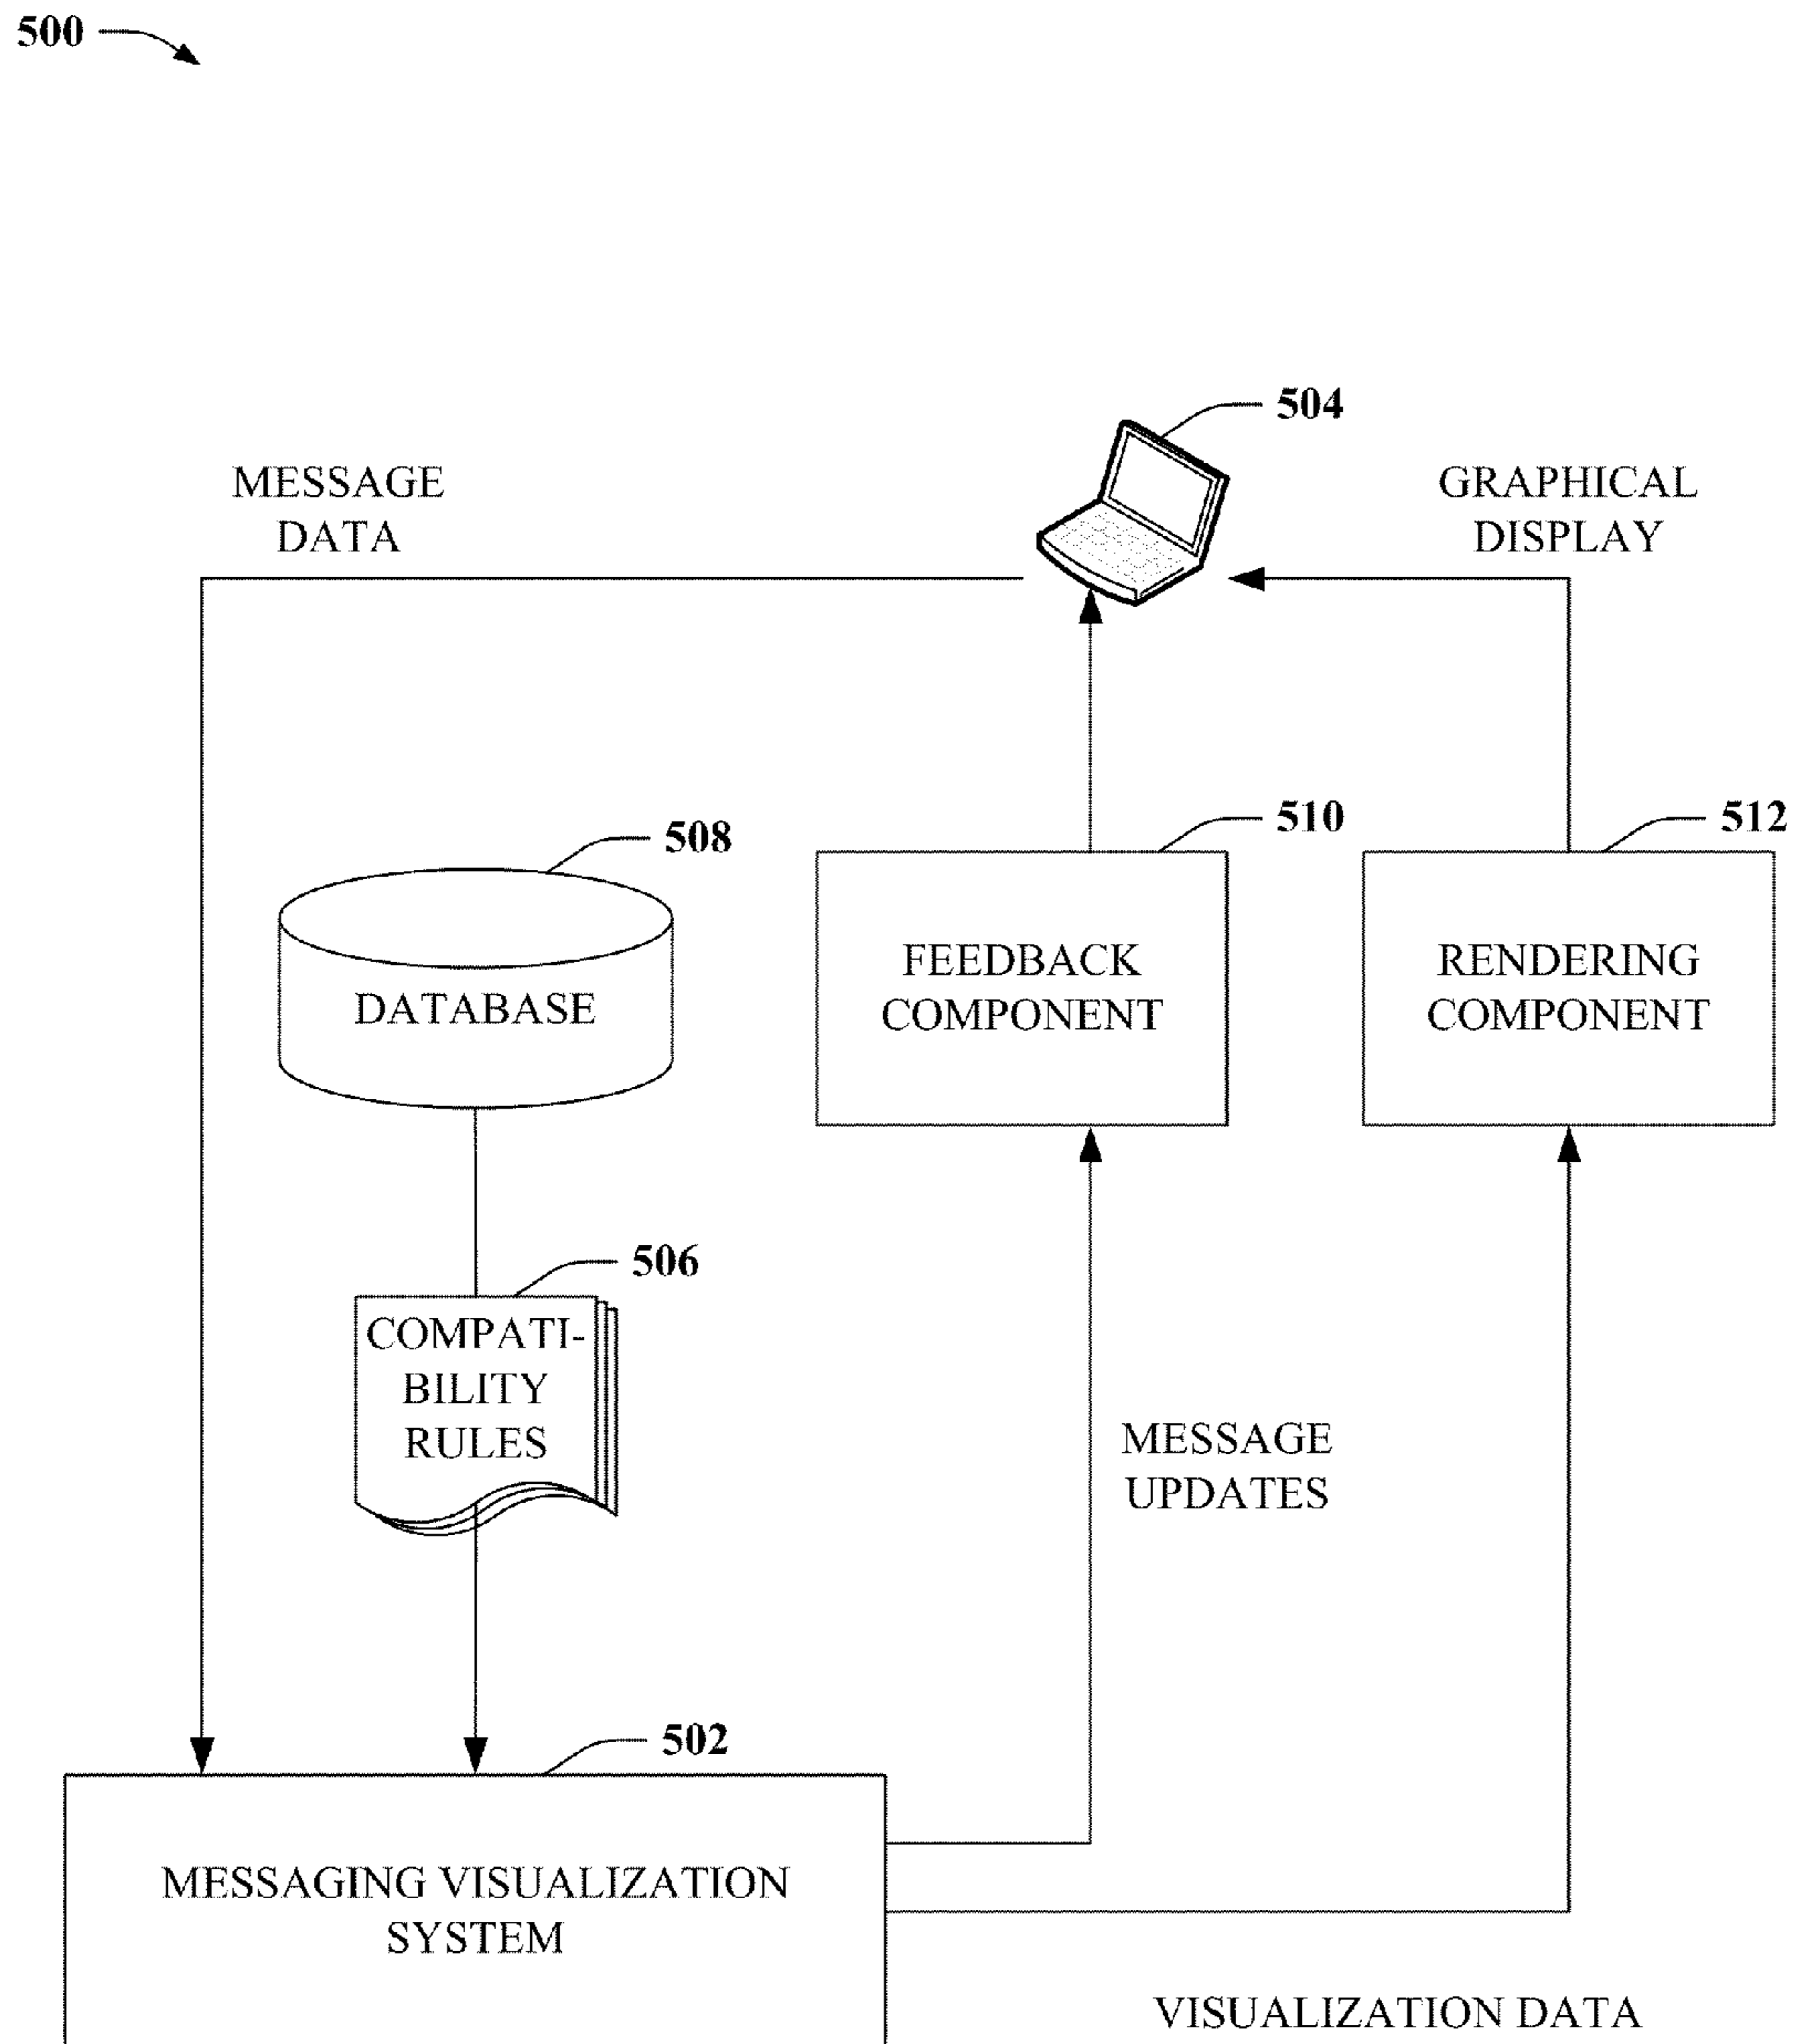 500
504
MESSAGE
DATA
GRAPHICAL
DISPLAY
508
510
512
DATABASE
FEEDBACK
COMPONENT
RENDERING
COMPONENT
506
COMPATI-
BILITY
RULES
MESSAGE
UPDATES
502
MESSAGING VISUALIZATION
SYSTEM
VISUALIZATION DATA